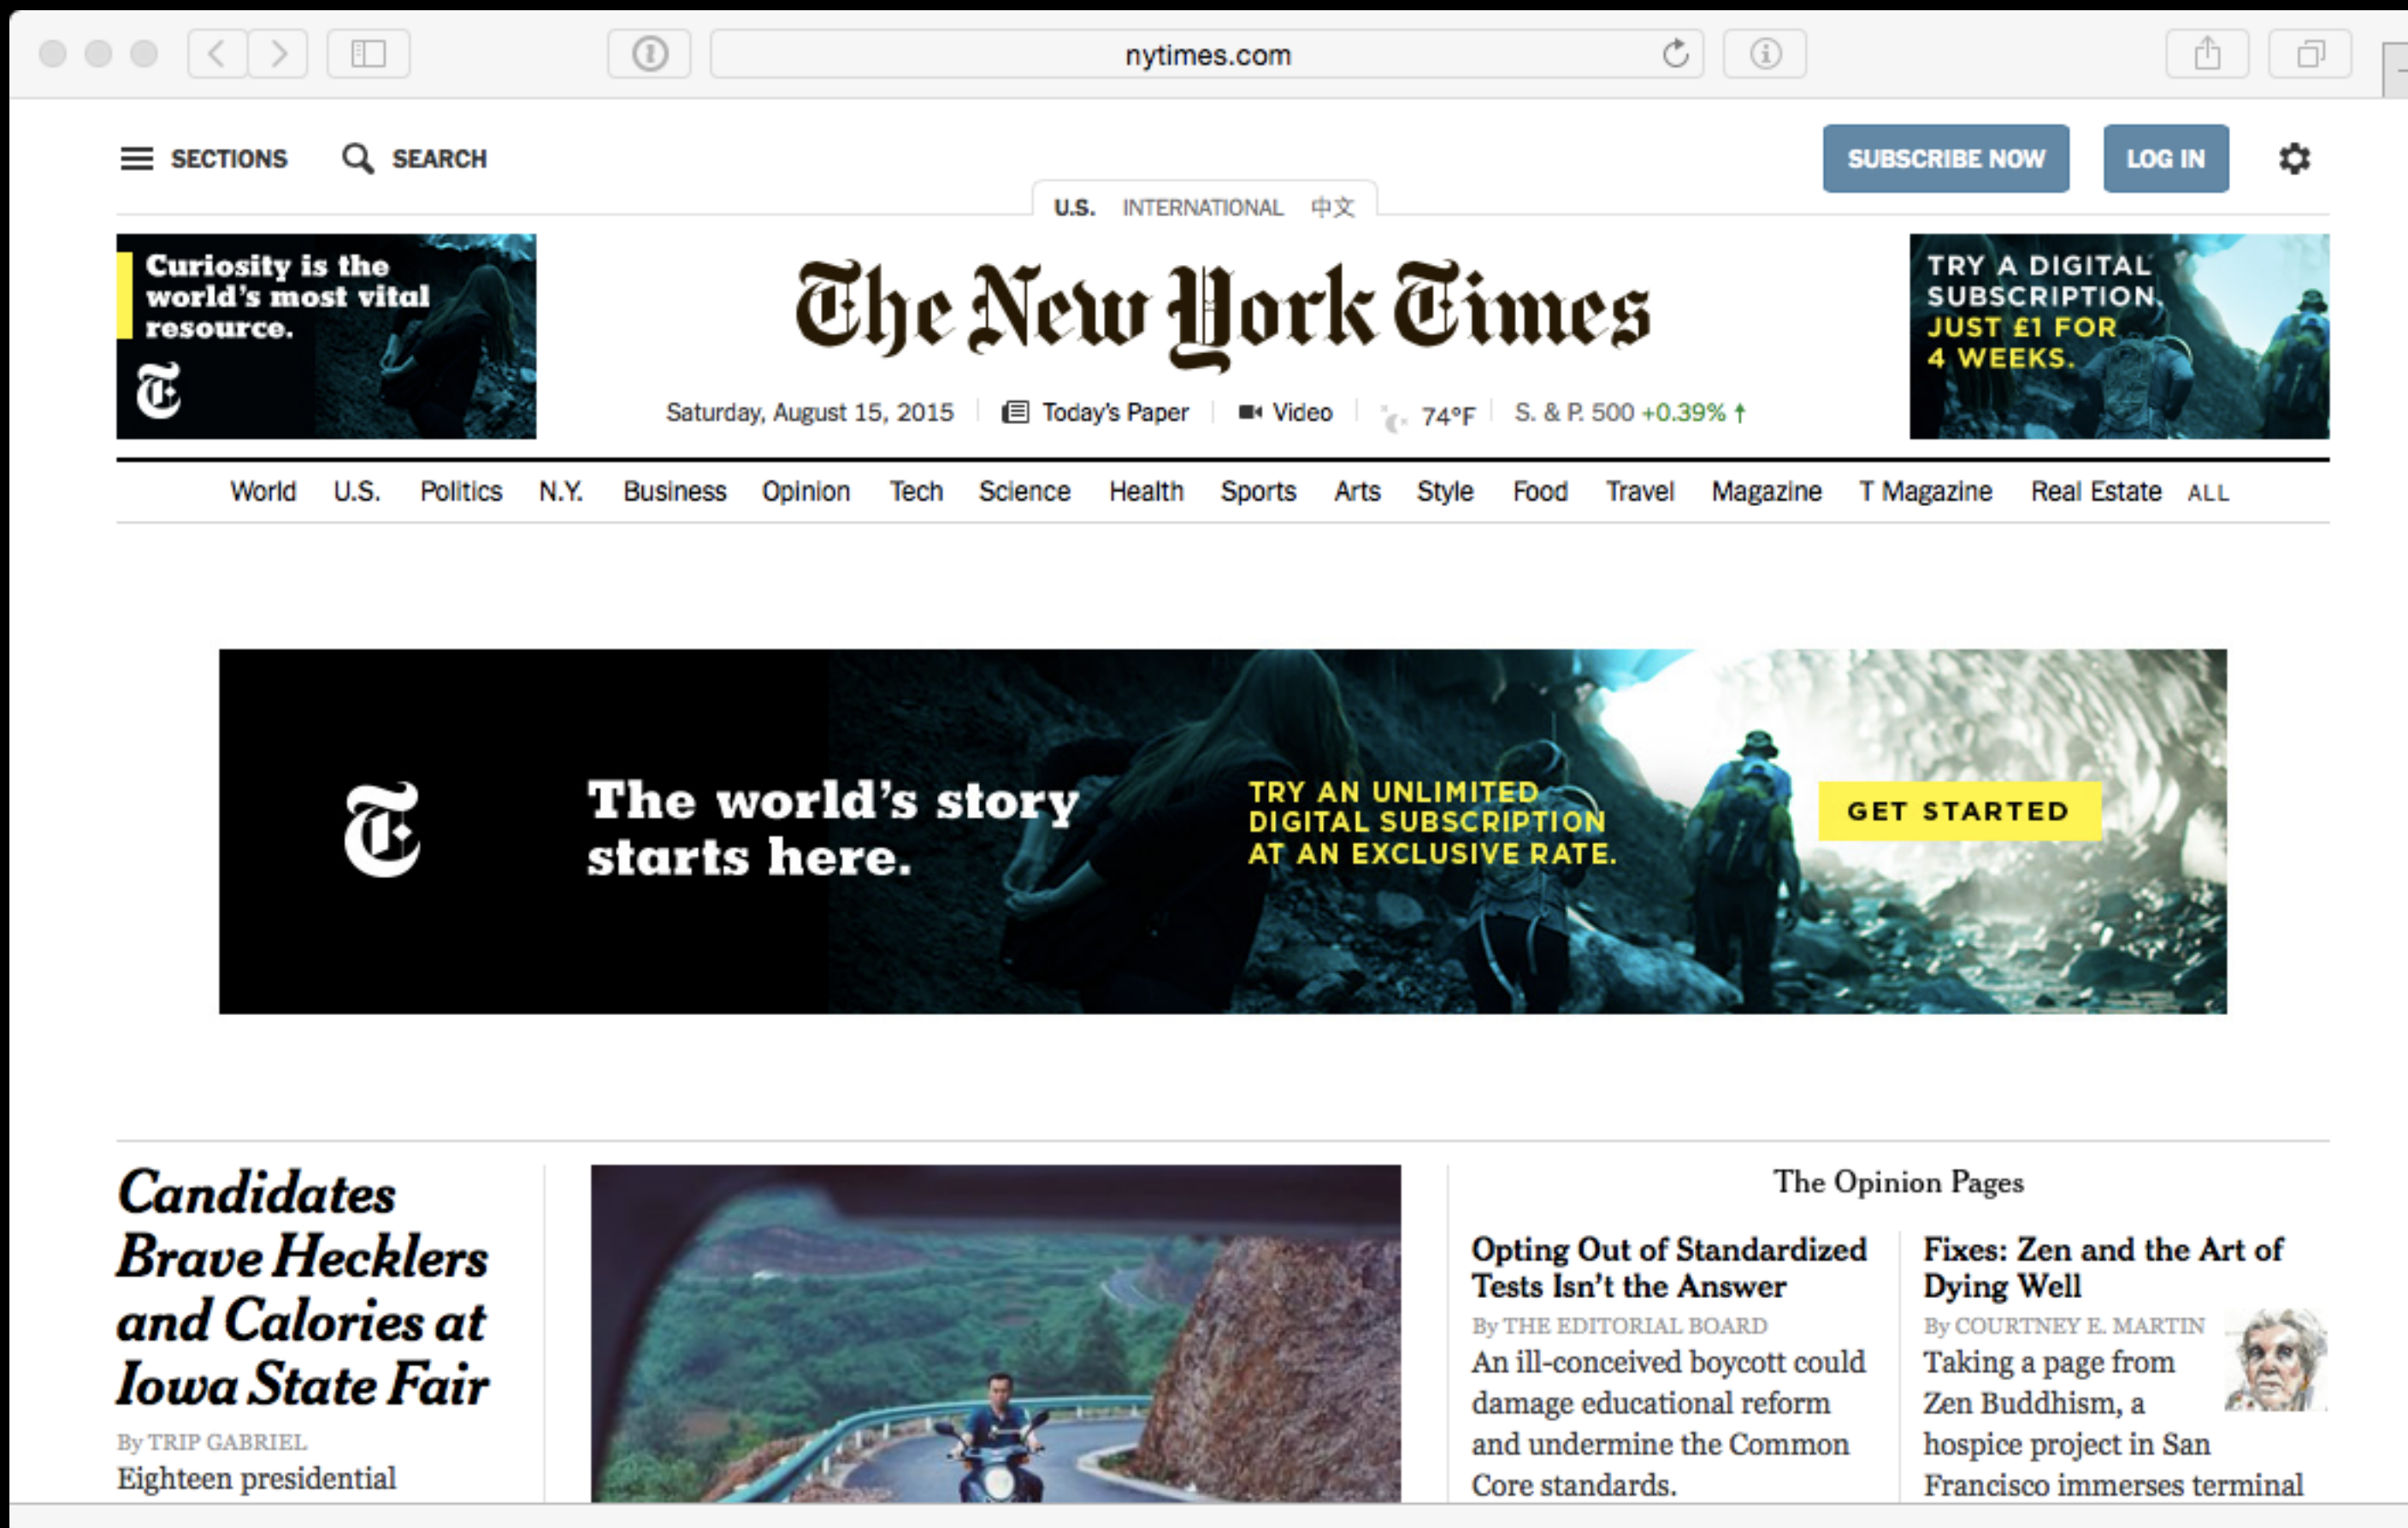 nytimes.com
SECTIONS SEARCH
SUBSCRIBE NOW LOG IN
U.S. INTERNATIONAL 中文
Curiosity is the
world's most vital
resource.
T
The New York Times
TRY A DIGITAL
SUBSCRIPTION.
JUST £1 FOR
4 WEEKS.
Saturday, August 15, 2015 Today's Paper Video 74°F S. & P. 500 +0.39% ↑
World U.S. Politics N.Y. Business Opinion Tech Science Health Sports Arts Style Food Travel Magazine T Magazine Real Estate ALL
T
The world's story
starts here.
TRY AN UNLIMITED
DIGITAL SUBSCRIPTION
AT AN EXCLUSIVE RATE.
GET STARTED
Candidates
Brave Hecklers
and Calories at
Iowa State Fair
By TRIP GABRIEL
Eighteen presidential
The Opinion Pages
Opting Out of Standardized
Tests Isn't the Answer
By THE EDITORIAL BOARD
An ill-conceived boycott could
damage educational reform
and undermine the Common
Core standards.
Fixes: Zen and the Art of
Dying Well
By COURTNEY E. MARTIN
Taking a page from
Zen Buddhism, a
hospice project in San
Francisco immerses terminal